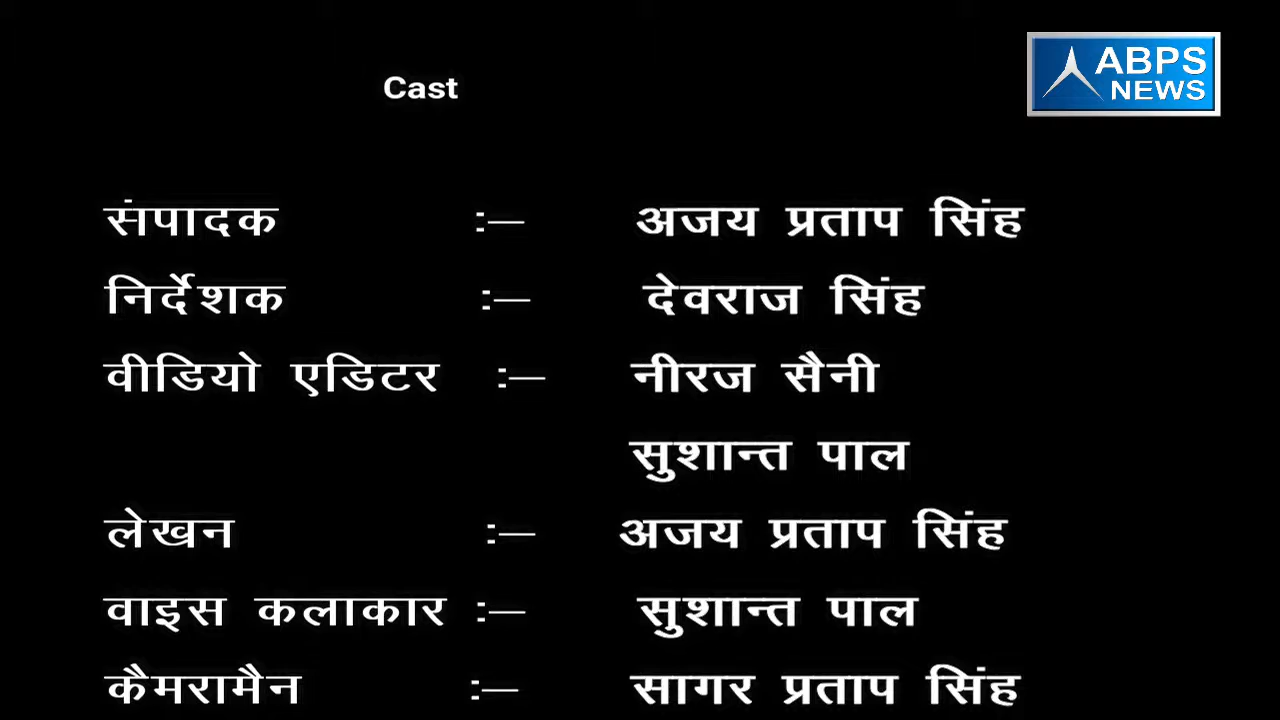 ABPS
NEWS
Cast
संपादक :— अजय प्रताप सिंह
निर्देशक :— देवराज सिंह
वीडियो एडिटर :— नीरज सैनी
सुशान्त पाल
लेखन :— अजय प्रताप सिंह
वाइस कलाकार :— सुशान्त पाल
कैमरामैन :— सागर प्रताप सिंह